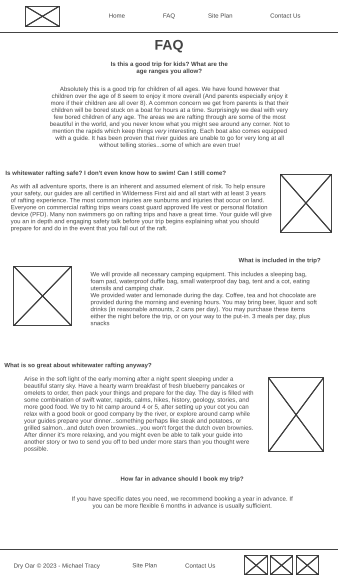 Home FAQ Site Plan Contact Us
FAQ
Is this a good trip for kids? What are the
age ranges you allow?
Absolutely this is a good trip for children of all ages. We have found however that
children over the age of 8 seem to enjoy it more overall (And parents especially enjoy it
more if their children are all over 8). A common concern we get from parents is that their
children will be bored stuck on a boat for hours at a time. Surprisingly we deal with very
few bored children of any age. The areas we are rafting through are some of the most
beautiful in the world, and you never know what you might see around any corner. Not to
mention the rapids which keep things very interesting. Each boat also comes equipped
with a guide. It has been proven that river guides are unable to go for very long at all
without telling stories...some of which are even true!
Is whitewater rafting safe? I don't even know how to swim! Can I still come?
As with all adventure sports, there is an inherent and assumed element of risk. To help ensure
your safety, our guides are all certified in Wilderness First aid and all start with at least 3 years
of rafting experience. The most common injuries are sunburns and injuries that occur on land.
Everyone on commercial rafting trips wears coast guard approved life vest or personal flotation
device (PFD). Many non swimmers go on rafting trips and have a great time. Your guide will give
you an in depth and engaging safety talk before your trip begins explaining what you should
prepare for and do in the event that you fall out of the raft.
What is included in the trip?
We will provide all necessary camping equipment. This includes a sleeping bag,
foam pad, waterproof duffle bag, small waterproof day bag, tent and a cot, eating
utensils and camping chair.
We provided water and lemonade during the day. Coffee, tea and hot chocolate are
provided during the morning and evening hours. You may bring beer, liquor and soft
drinks (in reasonable amounts, 2 cans per day). You may purchase these items
either the night before the trip, or on your way to the put-in. 3 meals per day, plus
snacks
What is so great about whitewater rafting anyway?
Arise in the soft light of the early morning after a night spent sleeping under a
beautiful starry sky. Have a hearty warm breakfast of fresh blueberry pancakes or
omelets to order, then pack your things and prepare for the day. The day is filled with
some combination of swift water, rapids, calms, hikes, history, geology, stories, and
more good food. We try to hit camp around 4 or 5, after setting up your cot you can
relax with a good book or good company by the river, or explore around camp while
your guides prepare your dinner...something perhaps like steak and potatoes, or
grilled salmon...and dutch oven brownies...you won't forget the dutch oven brownies.
After dinner it's more relaxing, and you might even be able to talk your guide into
another story or two to send you off to bed under more stars than you thought
possible.
How far in advance should I book my trip?
If you have specific dates you need, we recommend booking a year in advance. If
you can be more flexible 6 months in advance is usually sufficient.
Dry Oar © 2023 - Michael Tracy Site Plan Contact Us